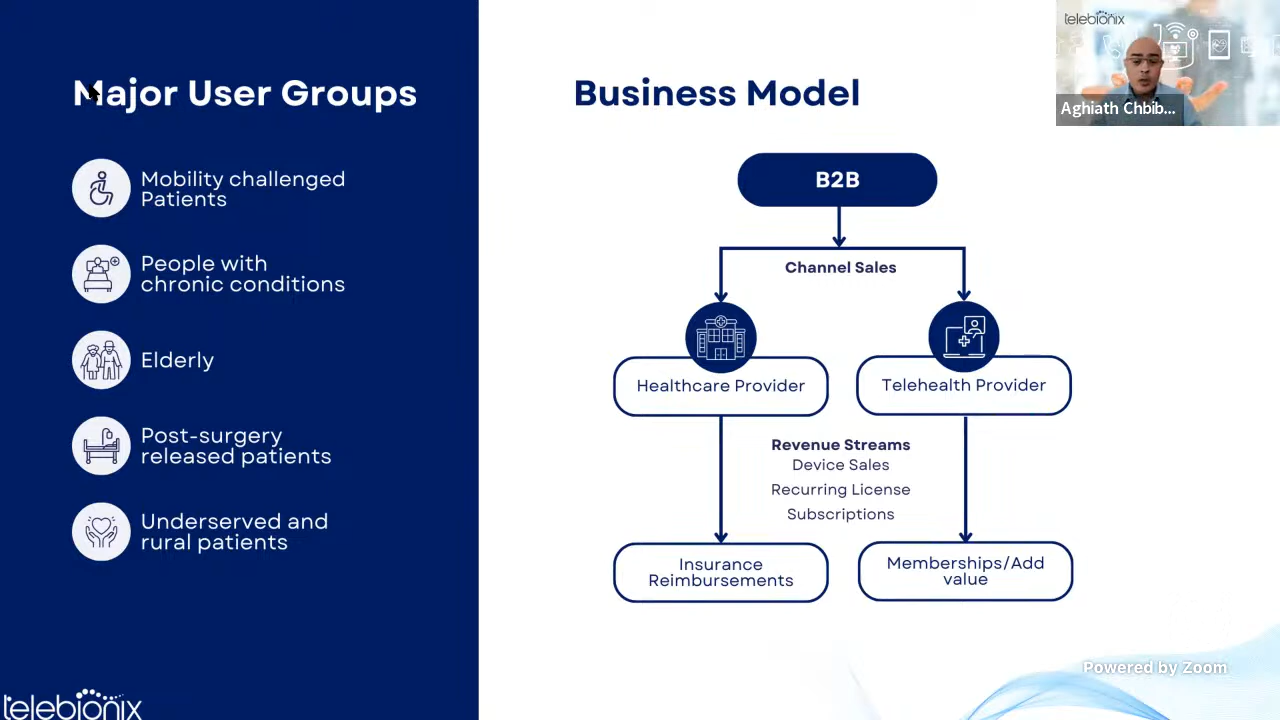 Major User Groups
Mobility challenged
Patients
People with
chronic conditions
Elderly
Post-surgery
released patients
Underserved and
rural patients
telebionix
Business Model
B2B
Channel Sales
Healthcare Provider
Telehealth Provider
Revenue Streams
Device Sales
Recurring License
Subscriptions
Insurance
Reimbursements
Memberships/Add
value
telebionix
Aghiath Chbib...
Powered by Zoom